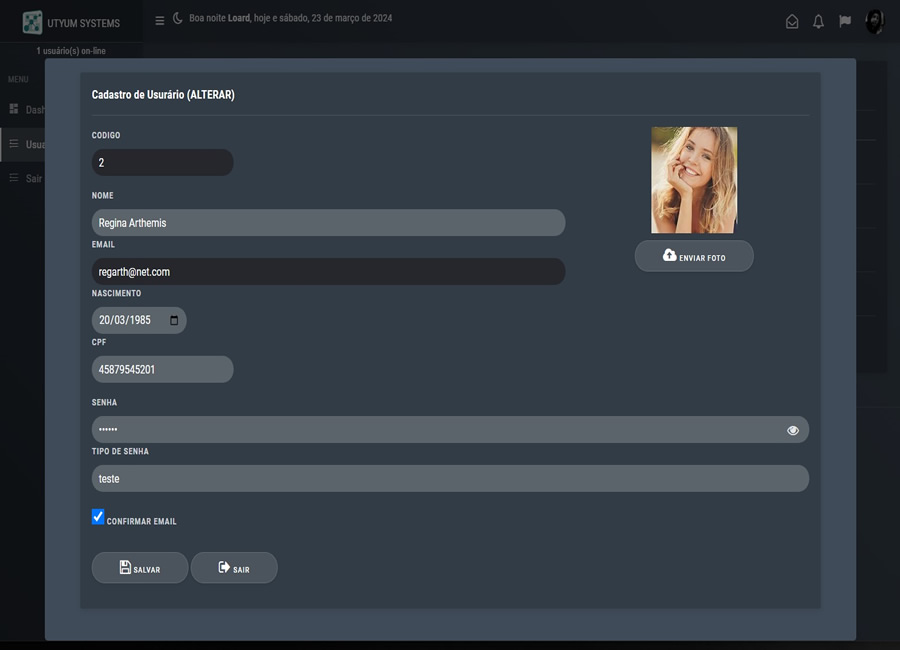 UTYUM SYSTEMS
Boa noite Loard, hoje e sábado, 23 de março de 2024
1 usuário(s) on-line
MENU
Dash
Usua
Sair
Cadastro de Usurário (ALTERAR)
CODIGO
2
NOME
Regina Arthemis
EMAIL
regarth@net.com
NASCIMENTO
20/03/1985
CPF
45879545201
SENHA
••••••
TIPO DE SENHA
teste
CONFIRMAR EMAIL
SALVAR
SAIR
ENVIAR FOTO